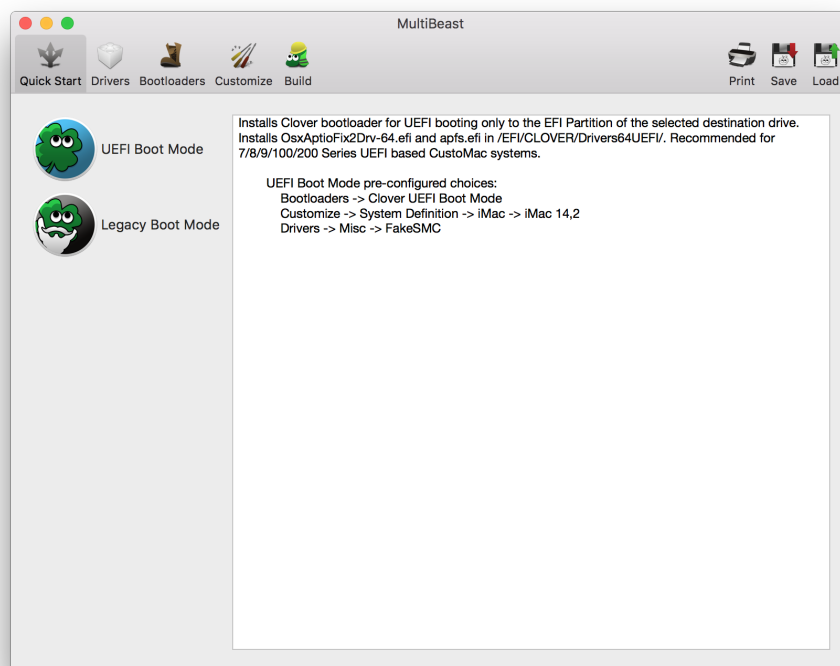 MultiBeast
Quick Start Drivers Bootloaders Customize Build Print Save Load
UEFI Boot Mode
Legacy Boot Mode
Installs Clover bootloader for UEFI booting only to the EFI Partition of the selected destination drive.
Installs OsxAptioFix2Drv-64.efi and apfs.efi in /EFI/CLOVER/Drivers64UEFI/. Recommended for
7/8/9/100/200 Series UEFI based CustoMac systems.
UEFI Boot Mode pre-configured choices:
Bootloaders -> Clover UEFI Boot Mode
Customize -> System Definition -> iMac -> iMac 14,2
Drivers -> Misc -> FakeSMC